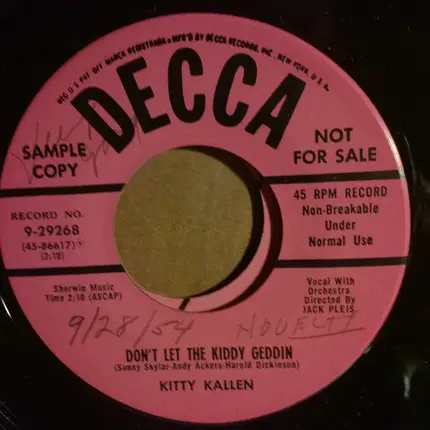 REG U.S. PAT. OFF. MARCA REGISTRADA • MF'D BY DECCA RECORDS, INC., NEW YORK, U.S.A.
DECCA
SAMPLE
COPY
NOT
FOR SALE
RECORD NO.
9-29268
(45-86617)
(2:10)
45 RPM RECORD
Non-Breakable
Under
Normal Use
Sherwin Music
Time 2:10 (ASCAP)
Vocal With
Orchestra
Directed By
JACK PLEIS
9/28/54 NOVELTY
DON'T LET THE KIDDY GEDDIN
(Sunny Skylar-Andy Ackers-Harold Dickinson)
KITTY KALLEN